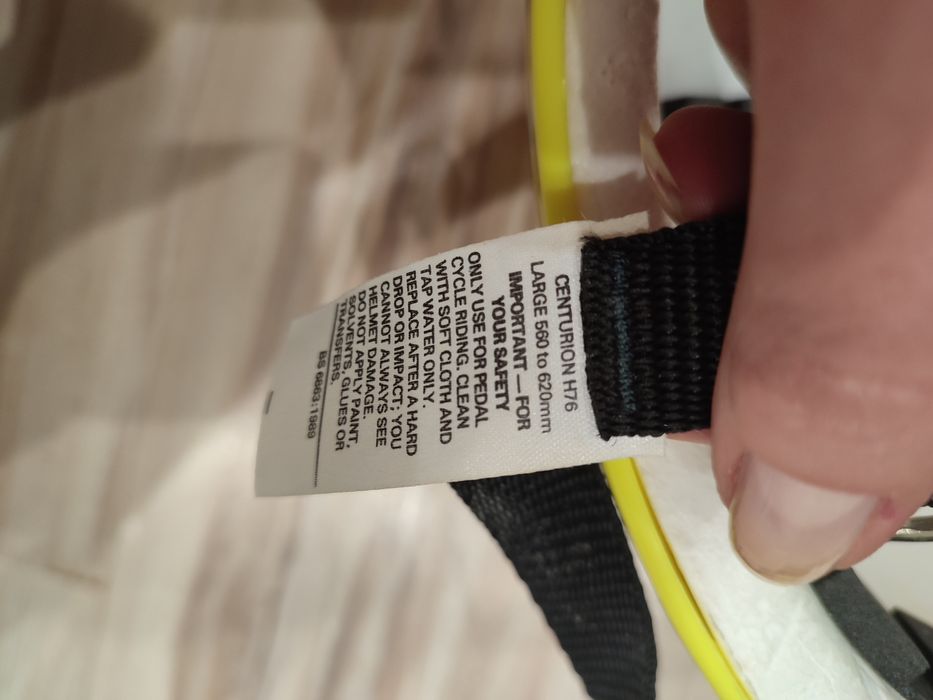 CENTURION H76
LARGE 560 to 620mm
IMPORTANT — FOR
YOUR SAFETY
ONLY USE FOR PEDAL
CYCLE RIDING. CLEAN
WITH SOFT CLOTH AND
TAP WATER ONLY.
REPLACE AFTER A HARD
DROP OR IMPACT; YOU
CANNOT ALWAYS SEE
HELMET DAMAGE.
DO NOT APPLY PAINT,
SOLVENTS, GLUES OR
TRANSFERS.
BS 6863:1989